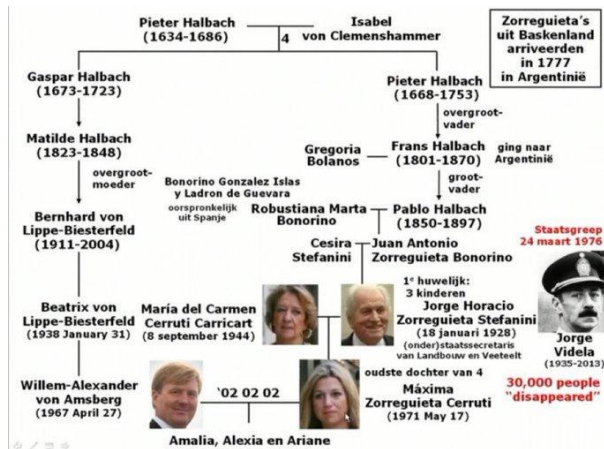 Pieter Halbach
(1634-1686)
Isabel
von Clemenshammer
4
Zorreguieta's
uit Baskenland
arriveerden
in 1777
in Argentinië
Gaspar Halbach
(1673-1723)
Pieter Halbach
(1668-1753)
overgroot-
vader
Matilde Halbach
(1823-1848)
Gregoria
Bolanos
Frans Halbach
(1801-1870)
ging naar
Argentinië
overgroot-
moeder
groot-
vader
Bonorino Gonzalez Islas
y Ladron de Guevara
oorspronkelijk
uit Spanje
Robustiana Marta
Bonorino
Pablo Halbach
(1850-1897)
Bernhard von
Lippe-Biesterfeld
(1911-2004)
Cesira
Stefanini
Juan Antonio
Zorreguieta Bonorino
Staatsgreep
24 maart 1976
1e huwelijk:
3 kinderen
Beatrix von
Lippe-Biesterfeld
(1938 January 31)
María del Carmen
Cerruti Carricart
(8 september 1944)
Jorge Horacio
Zorreguieta Stefanini
(18 januari 1928)
(onder)staatssecretaris
van Landbouw en Veeteelt
Jorge
Videla
(1935-2013)
oudste dochter van 4
Willem-Alexander
von Amsberg
(1967 April 27)
'02 02 02
Máxima
Zorreguieta Cerruti
(1971 May 17)
30,000 people
"disappeared"
Amalia, Alexia en Ariane